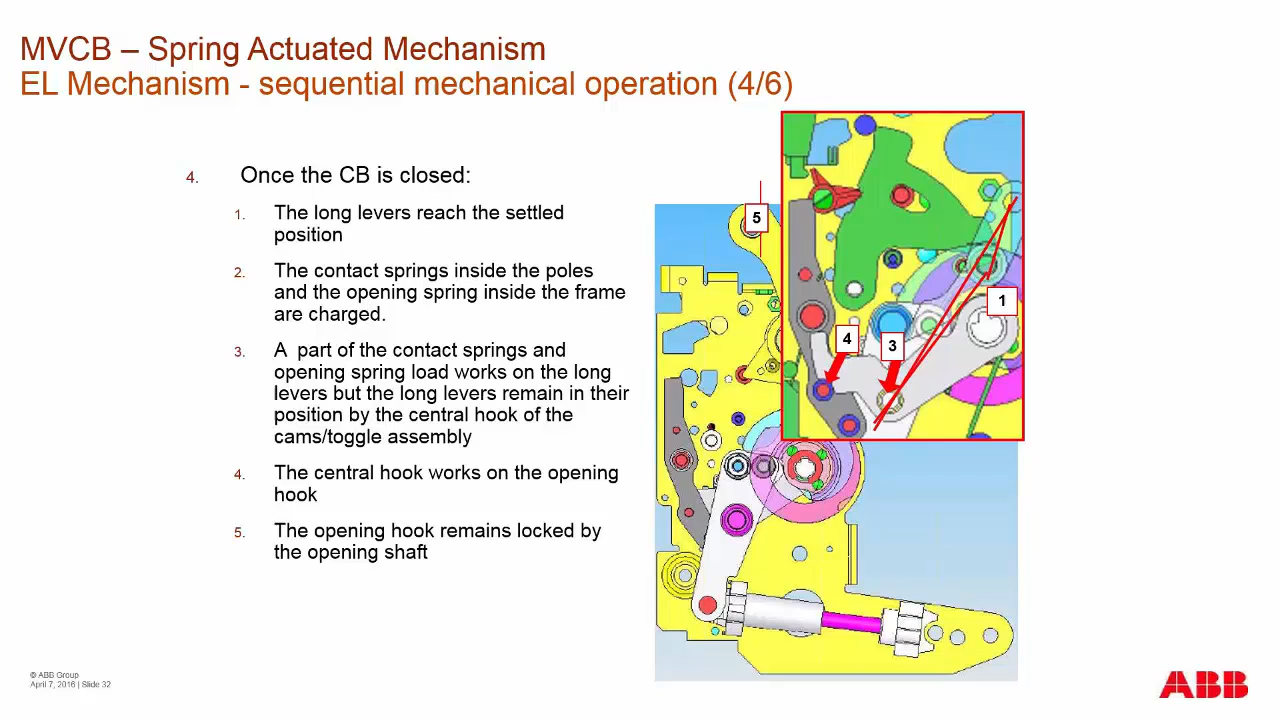 MVCB – Spring Actuated Mechanism
EL Mechanism - sequential mechanical operation (4/6)
4. Once the CB is closed:
1. The long levers reach the settled
position
2. The contact springs inside the poles
and the opening spring inside the frame
are charged.
3. A part of the contact springs and
opening spring load works on the long
levers but the long levers remain in their
position by the central hook of the
cams/toggle assembly
4. The central hook works on the opening
hook
5. The opening hook remains locked by
the opening shaft
5
1
4
3
© ABB Group
April 7, 2016 | Slide 32
ABB